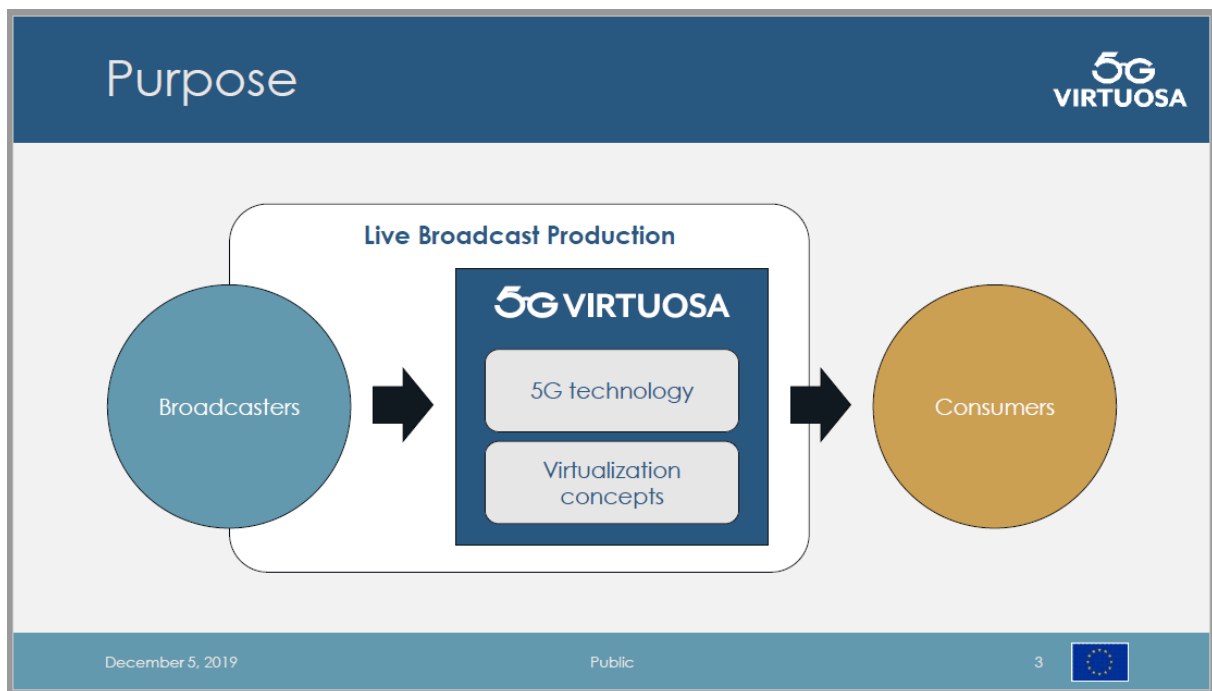 Purpose
5G
VIRTUOSA
Live Broadcast Production
Broadcasters
5G VIRTUOSA
5G technology
Virtualization
concepts
Consumers
December 5, 2019
Public
3